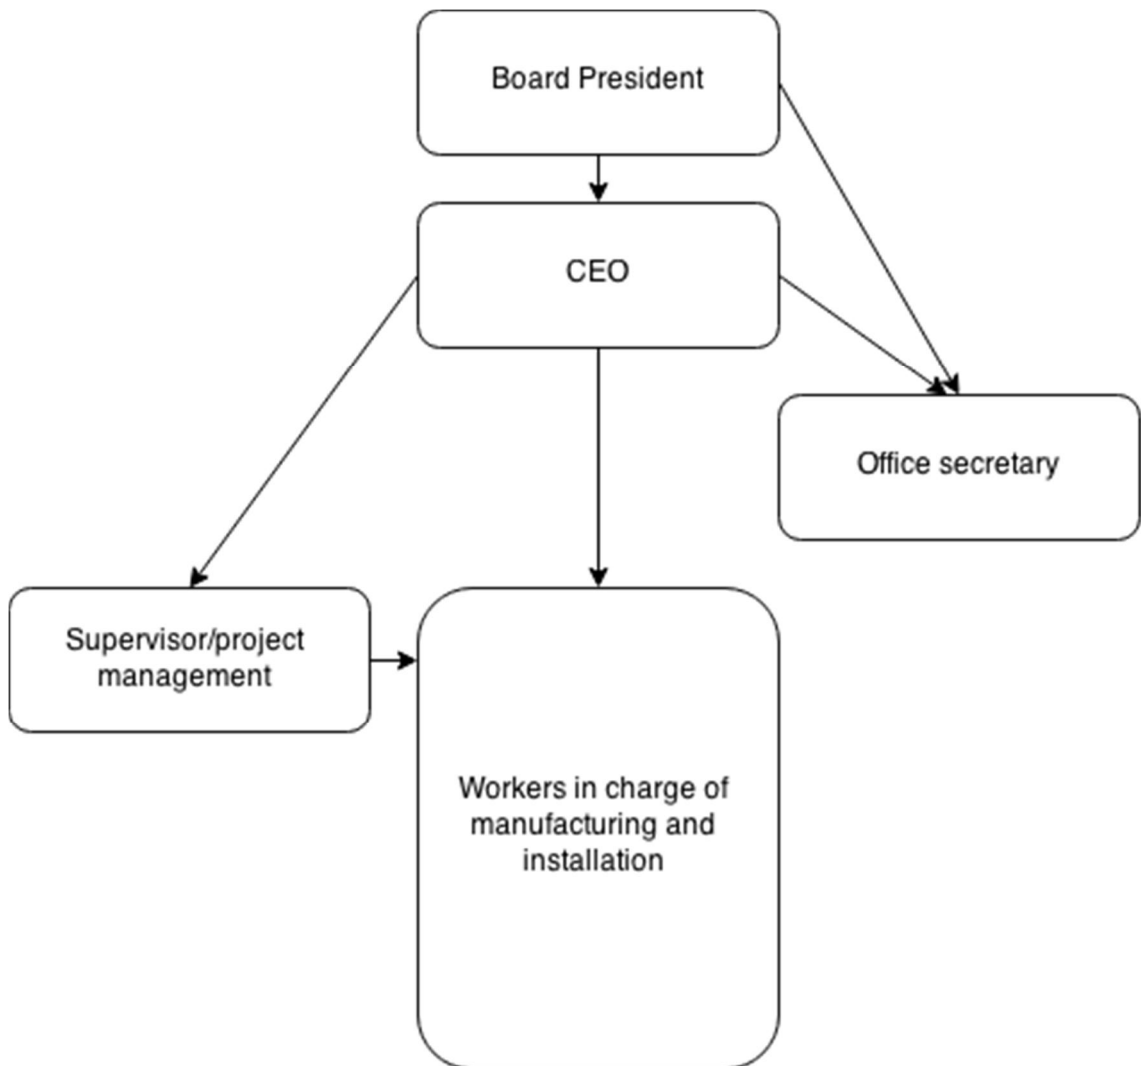 Board President
CEO
Office secretary
Supervisor/project
management
Workers in charge of
manufacturing and
installation